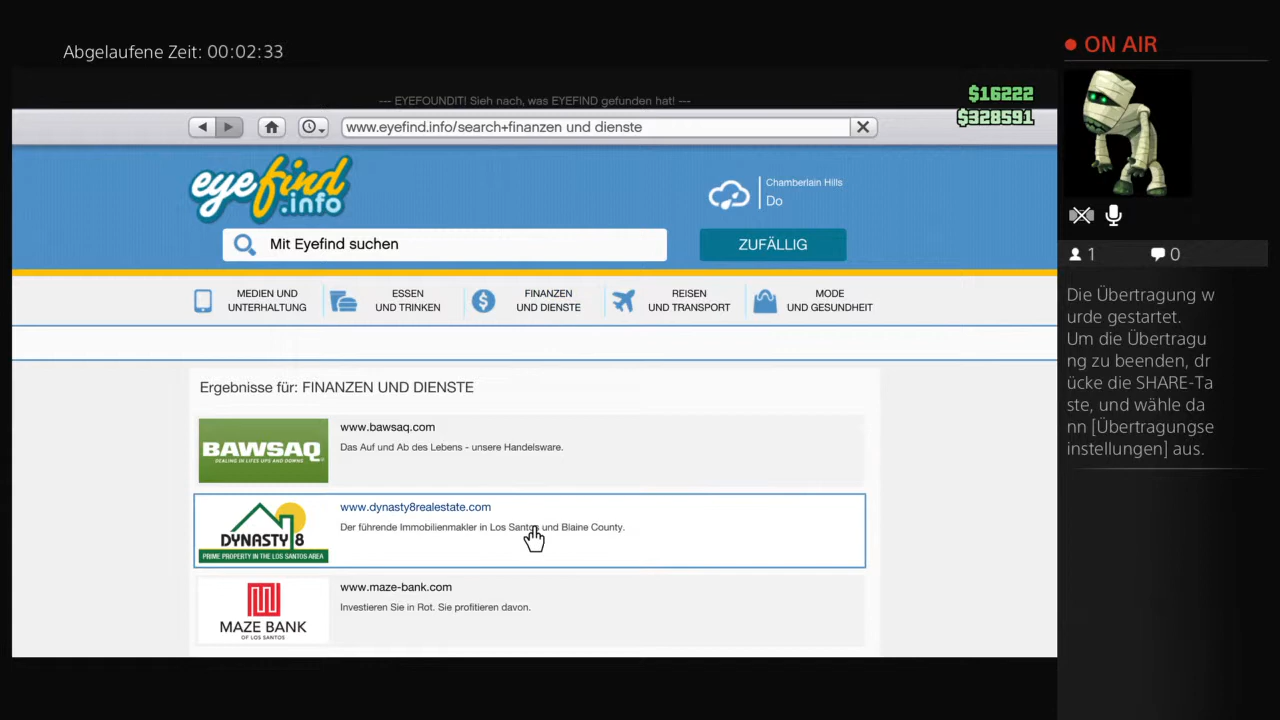 Abgelaufene Zeit: 00:02:33
ON AIR
--- EYEFOUNDIT! Sieh nach, was EYEFIND gefunden hat! ---
$16222
$328591
www.eyefind.info/search+finanzen und dienste
eyefind
.info
Chamberlain Hills
Do
Mit Eyefind suchen
ZUFÄLLIG
1
0
MEDIEN UND
UNTERHALTUNG
ESSEN
UND TRINKEN
FINANZEN
UND DIENSTE
REISEN
UND TRANSPORT
MODE
UND GESUNDHEIT
Die Übertragung w
urde gestartet.
Um die Übertragu
ng zu beenden, dr
ücke die SHARE-Ta
ste, und wähle da
nn [Übertragungse
instellungen] aus.
Ergebnisse für: FINANZEN UND DIENSTE
BAWSAQ
DEALING IN LIFES UPS AND DOWNS
www.bawsaq.com
Das Auf und Ab des Lebens - unsere Handelsware.
DYNASTY 8
PRIME PROPERTY IN THE LOS SANTOS AREA
www.dynasty8realestate.com
Der führende Immobilienmakler in Los Santos und Blaine County.
MAZE BANK
OF LOS SANTOS
www.maze-bank.com
Investieren Sie in Rot. Sie profitieren davon.